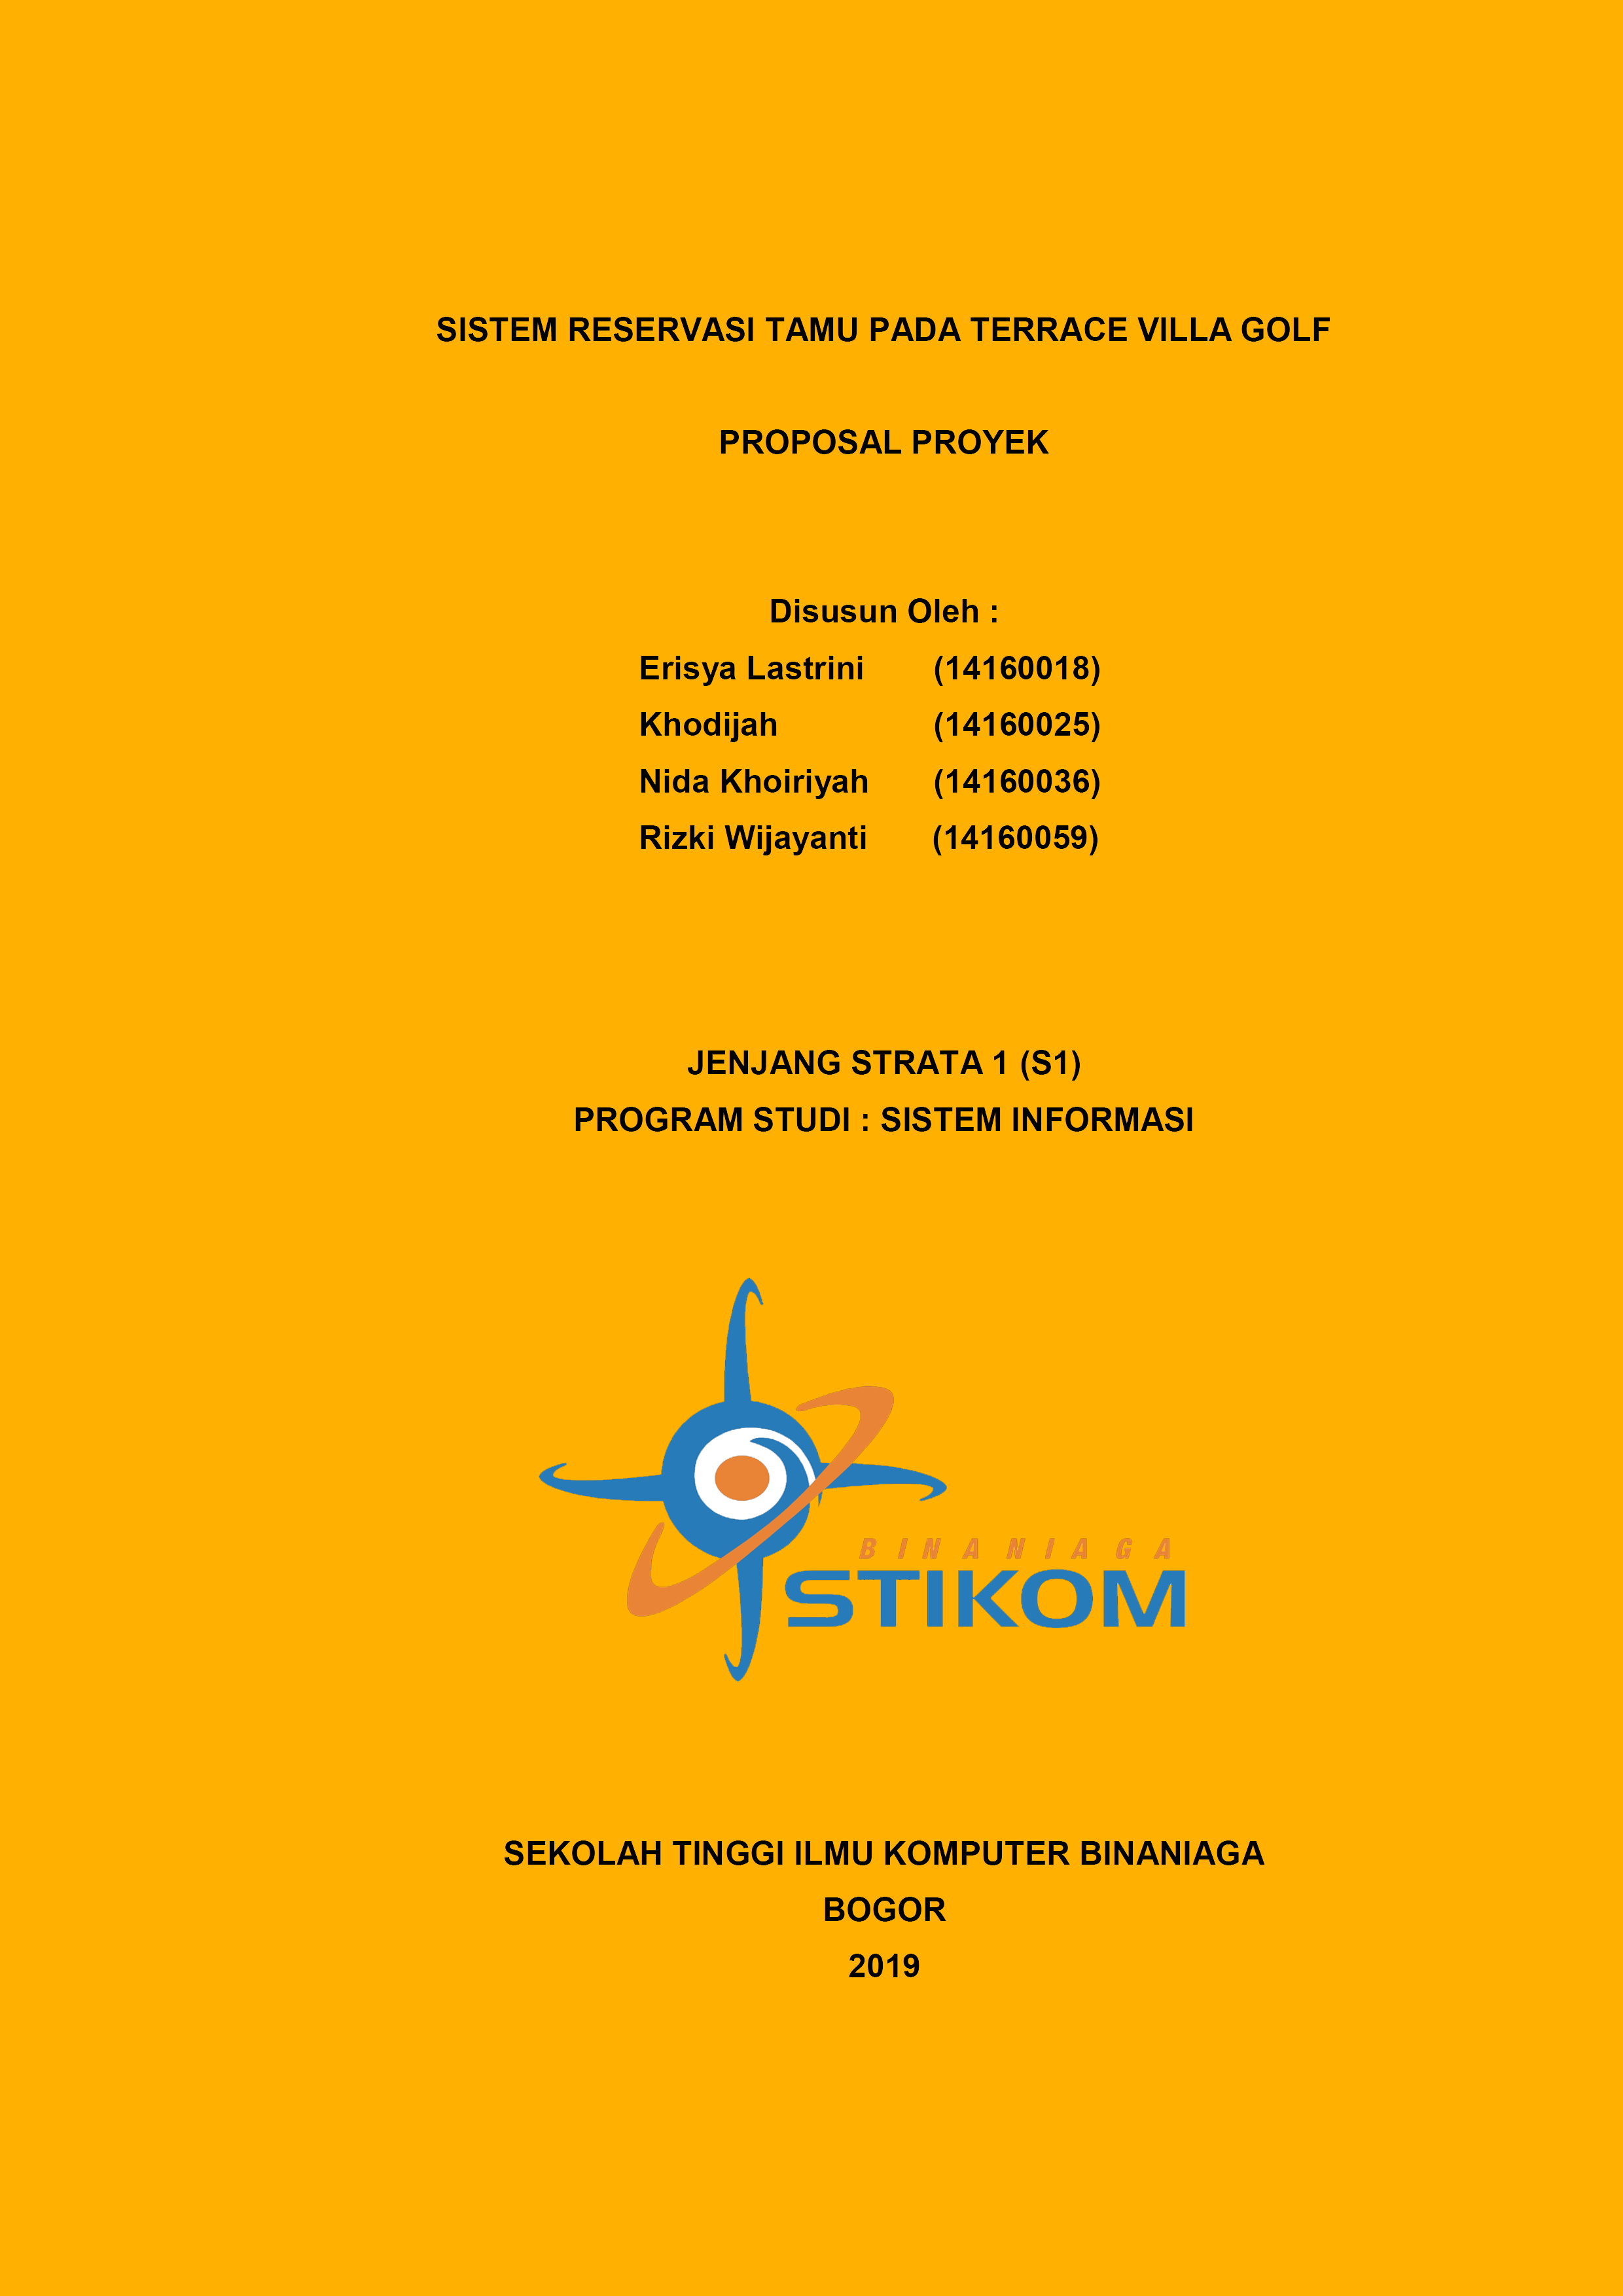 SISTEM RESERVASI TAMU PADA TERRACE VILLA GOLF
PROPOSAL PROYEK
Disusun Oleh :
Erisya Lastrini (14160018)
Khodijah (14160025)
Nida Khoiriyah (14160036)
Rizki Wijayanti (14160059)
JENJANG STRATA 1 (S1)
PROGRAM STUDI : SISTEM INFORMASI
BINANIAGA
STIKOM
SEKOLAH TINGGI ILMU KOMPUTER BINANIAGA
BOGOR
2019